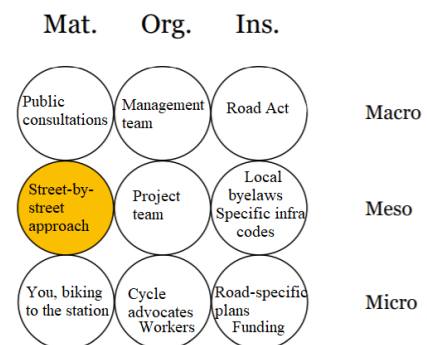 Mat. Org. Ins.
Public
consultations
Management
team
Road Act
Macro
Street-by-
street
approach
Project
team
Local
byelaws
Specific infra
codes
Meso
You, biking
to the station
Cycle
advocates
Workers
Road-specific
plans
Funding
Micro